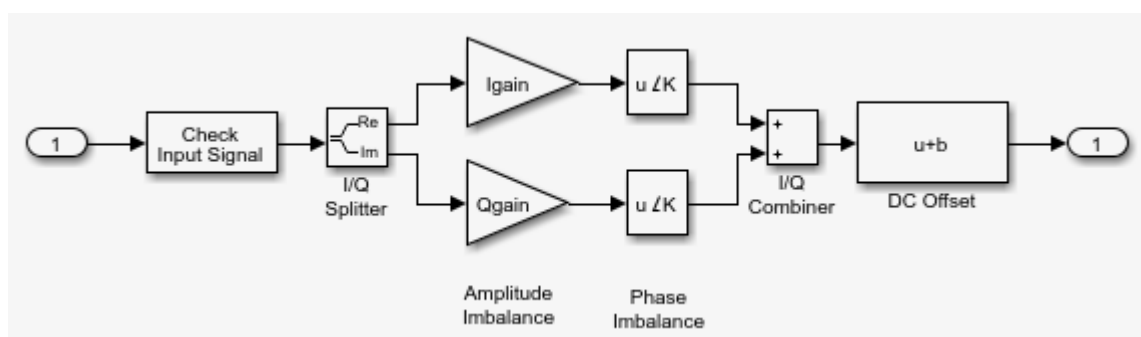 1
Check
Input Signal
Re
Im
I/Q
Splitter
Igain
Qgain
Amplitude
Imbalance
u∠K
u∠K
Phase
Imbalance
+
+
I/Q
Combiner
u+b
DC Offset
1